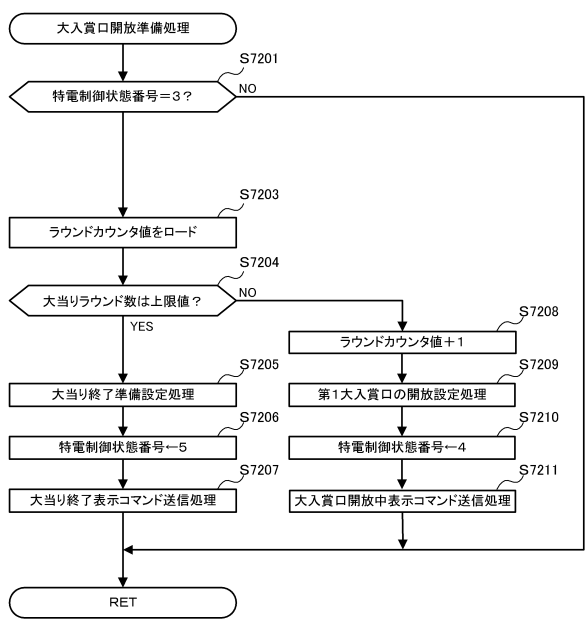 大入賞口開放準備処理
S7201
特電制御状態番号＝３？
NO
S7203
ラウンドカウンタ値をロード
S7204
大当りラウンド数は上限値？
NO
YES
S7208
ラウンドカウンタ値＋１
S7205
大当り終了準備設定処理
S7209
第１大入賞口の開放設定処理
S7206
特電制御状態番号←５
S7210
特電制御状態番号←４
S7207
大当り終了表示コマンド送信処理
S7211
大入賞口開放中表示コマンド送信処理
RET